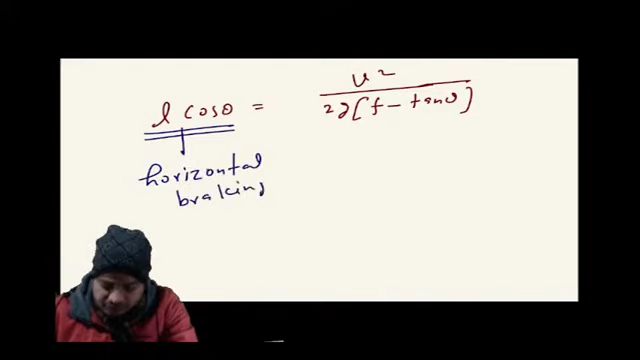 l cosθ = u² / 2g[f - tanθ]
horizontal
braking